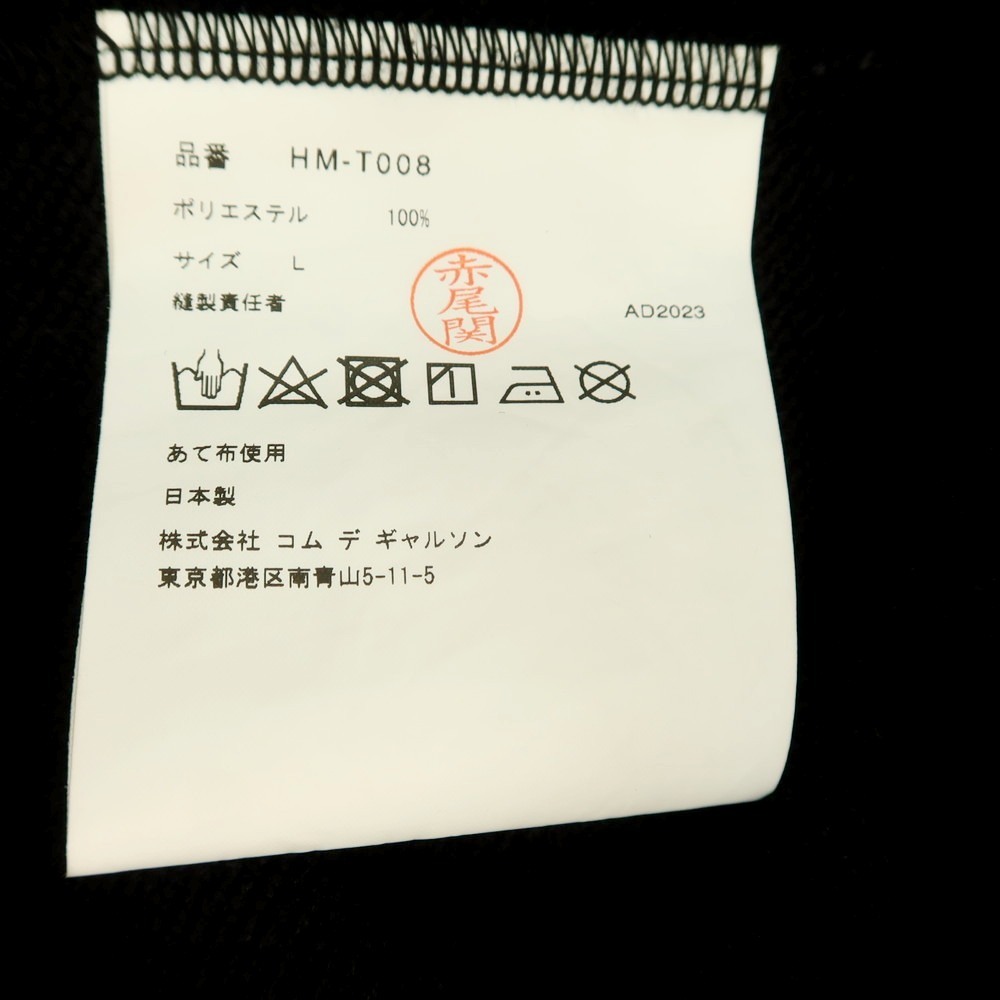 品番 HM-T008
ポリエステル 100%
サイズ L
縫製責任者
赤尾関
AD2023
あて布使用
日本製
株式会社 コム デ ギャルソン
東京都港区南青山5-11-5